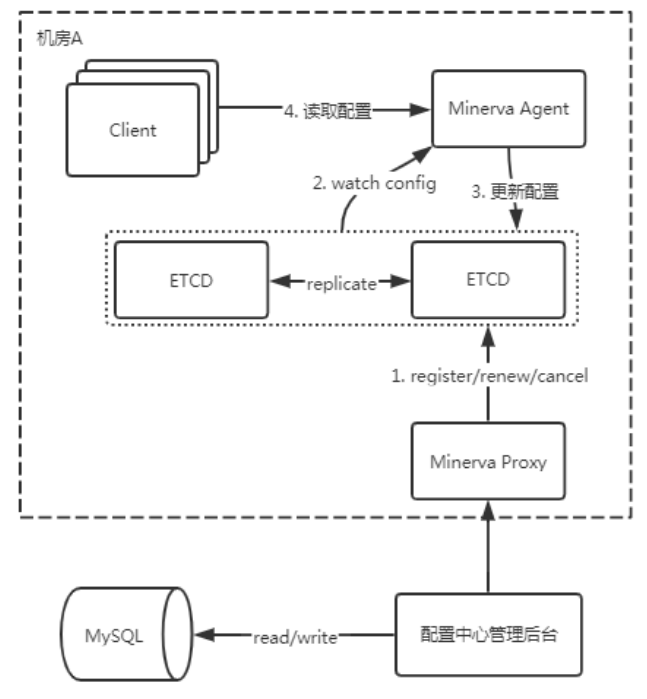 机房A
Client
4. 读取配置
Minerva Agent
2. watch config
3. 更新配置
ETCD
replicate
ETCD
1. register/renew/cancel
Minerva Proxy
MySQL
read/write
配置中心管理后台